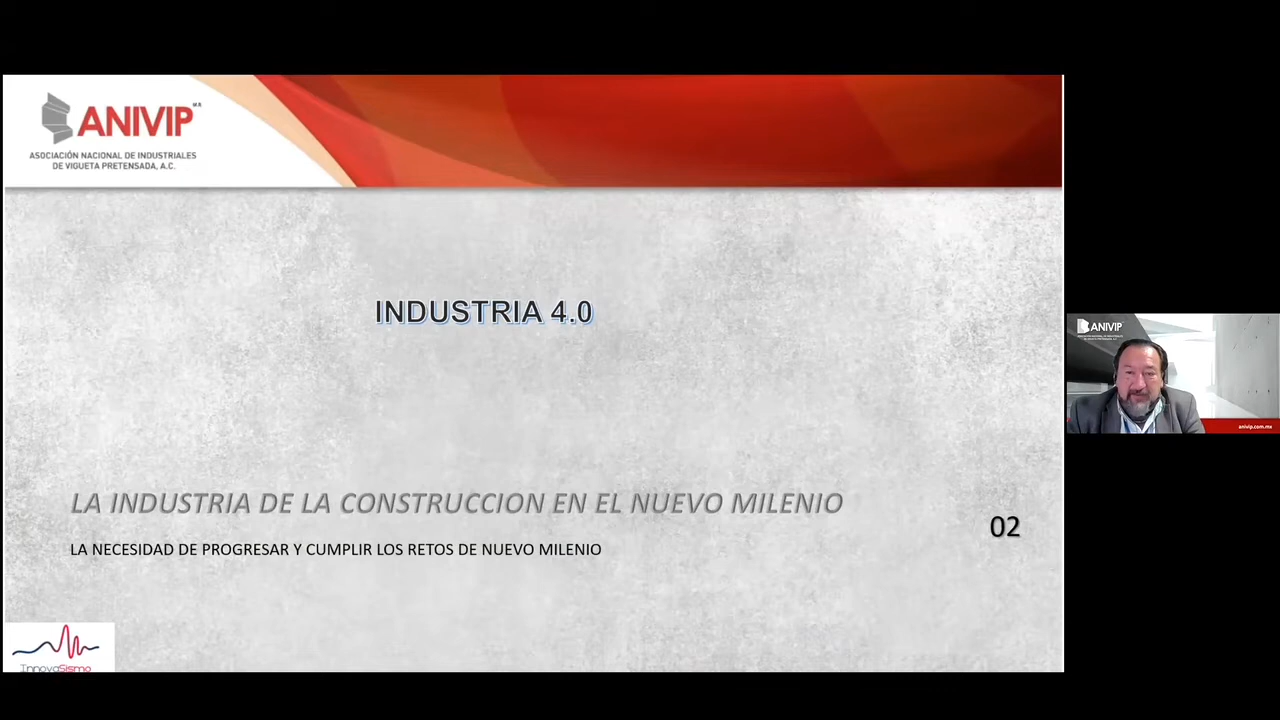 ANIVIP M.R.
ASOCIACIÓN NACIONAL DE INDUSTRIALES
DE VIGUETA PRETENSADA, A.C.
INDUSTRIA 4.0
ANIVIP
anivip.com.mx
LA INDUSTRIA DE LA CONSTRUCCION EN EL NUEVO MILENIO
02
LA NECESIDAD DE PROGRESAR Y CUMPLIR LOS RETOS DE NUEVO MILENIO
InnovaSismo